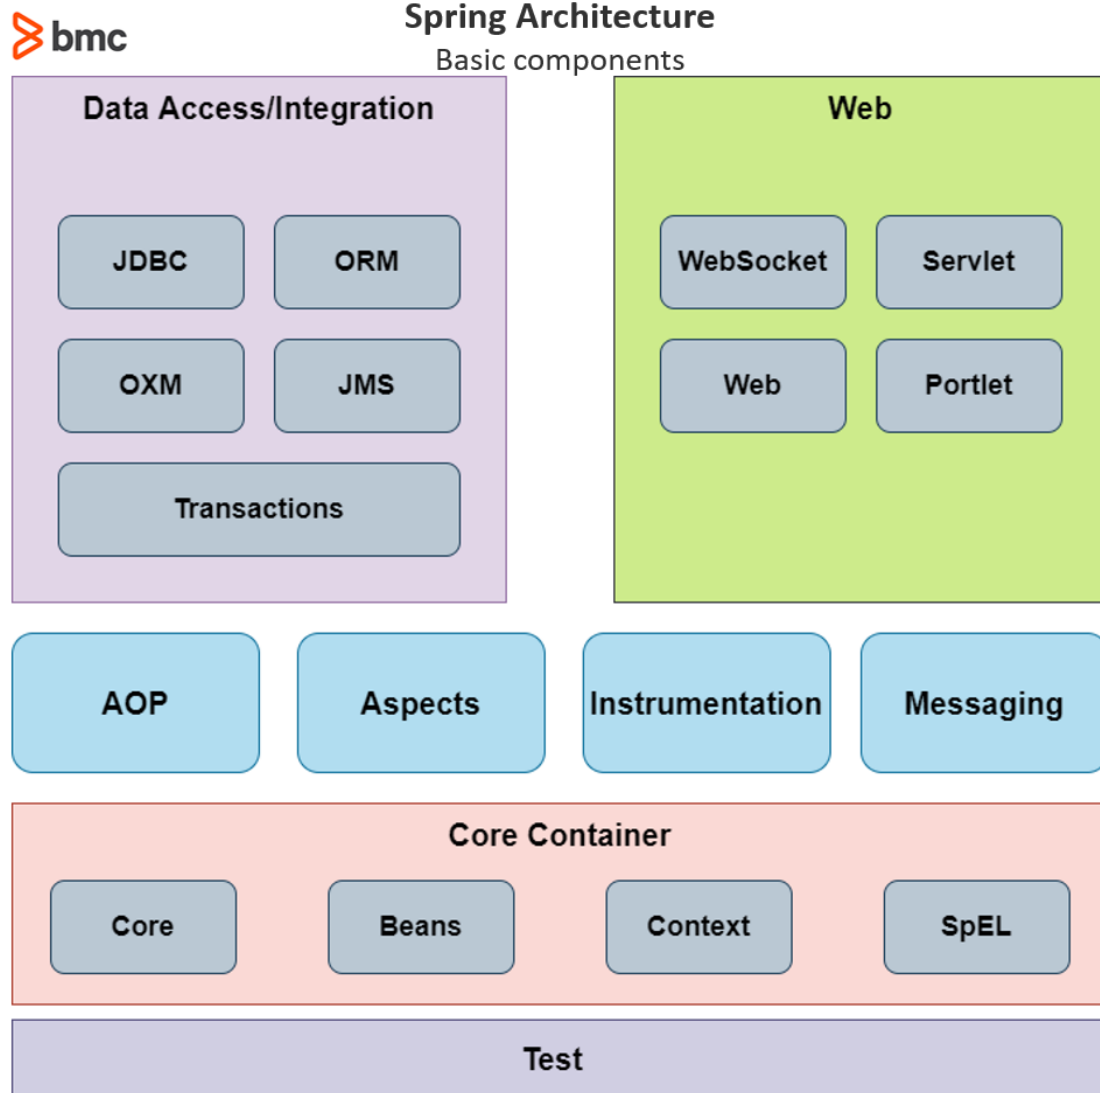 bmc
Spring Architecture
Basic components
Data Access/Integration
JDBC
ORM
OXM
JMS
Transactions
Web
WebSocket
Servlet
Web
Portlet
AOP
Aspects
Instrumentation
Messaging
Core Container
Core
Beans
Context
SpEL
Test